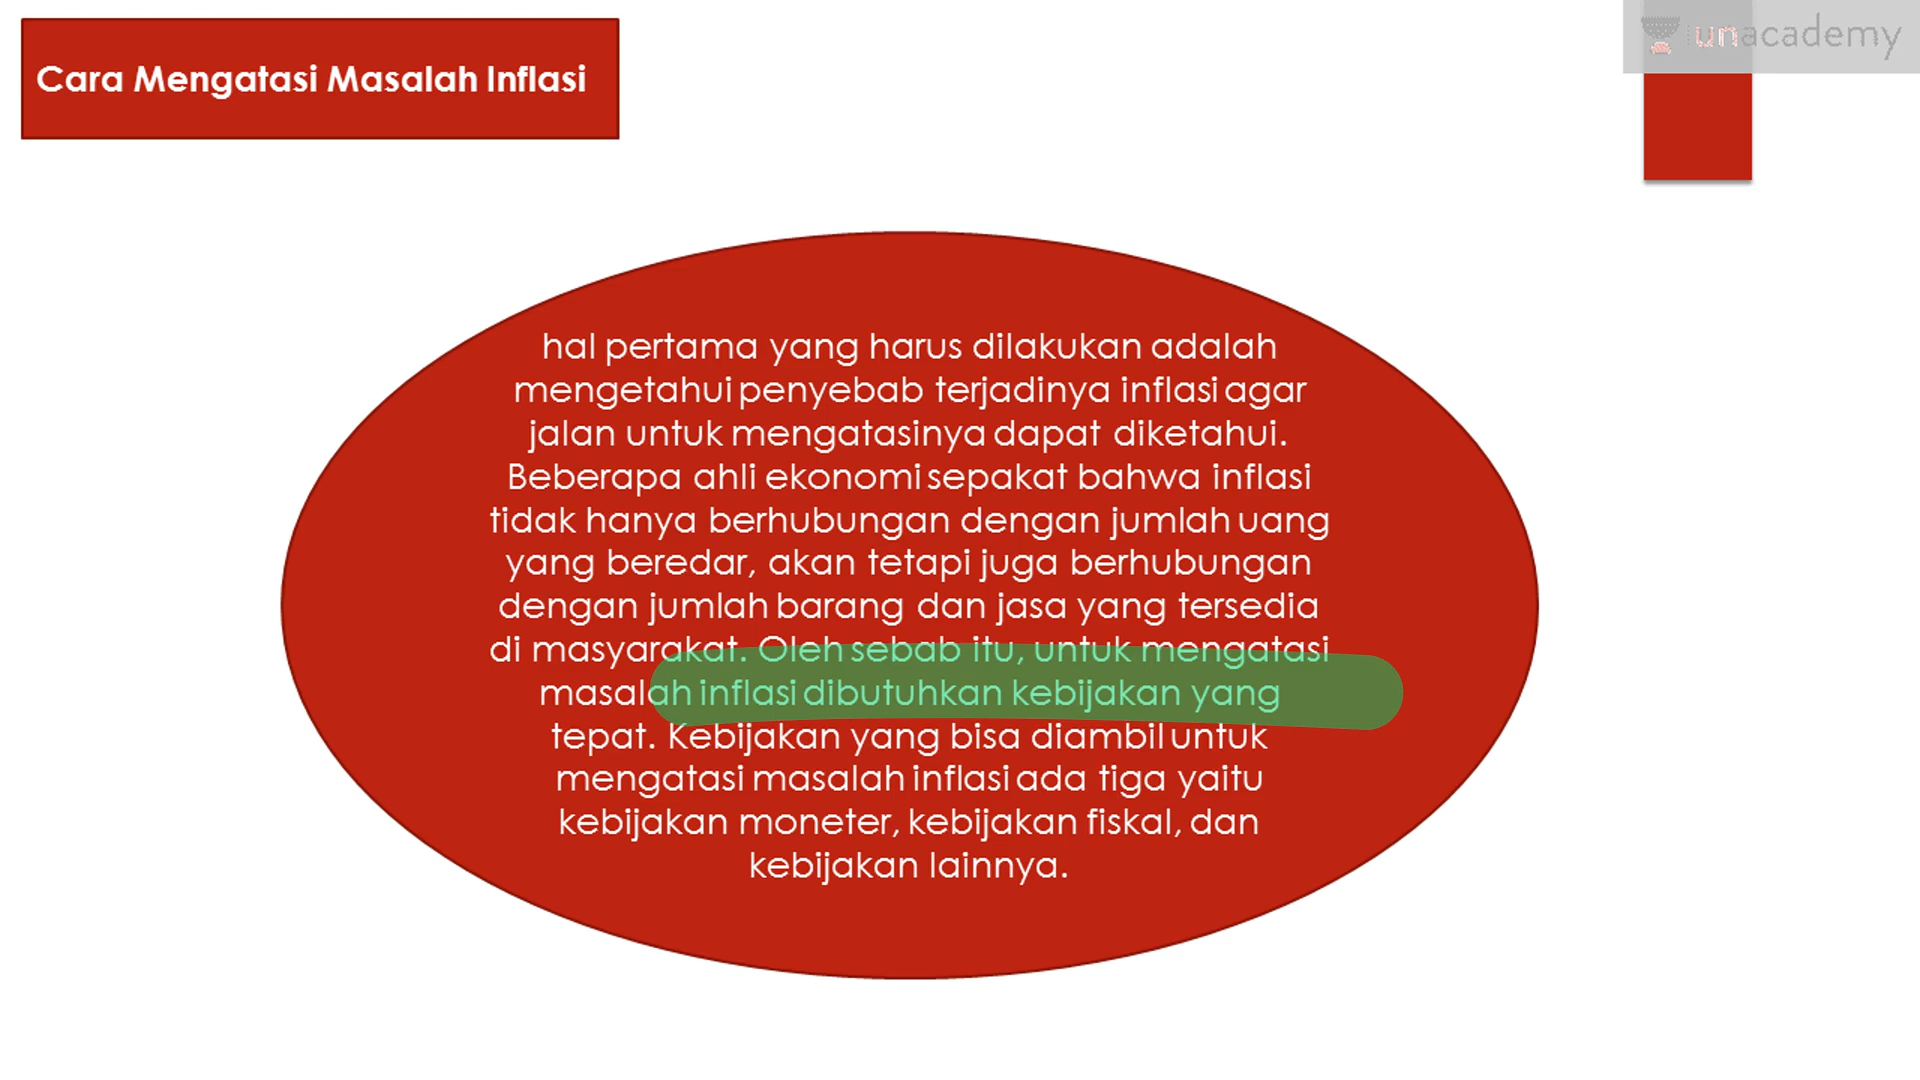 Cara Mengatasi Masalah Inflasi
unacademy
hal pertama yang harus dilakukan adalah
mengetahui penyebab terjadinya inflasi agar
jalan untuk mengatasinya dapat diketahui.
Beberapa ahli ekonomi sepakat bahwa inflasi
tidak hanya berhubungan dengan jumlah uang
yang beredar, akan tetapi juga berhubungan
dengan jumlah barang dan jasa yang tersedia
di masyarakat. Oleh sebab itu, untuk mengatasi
masalah inflasi dibutuhkan kebijakan yang
tepat. Kebijakan yang bisa diambil untuk
mengatasi masalah inflasi ada tiga yaitu
kebijakan moneter, kebijakan fiskal, dan
kebijakan lainnya.